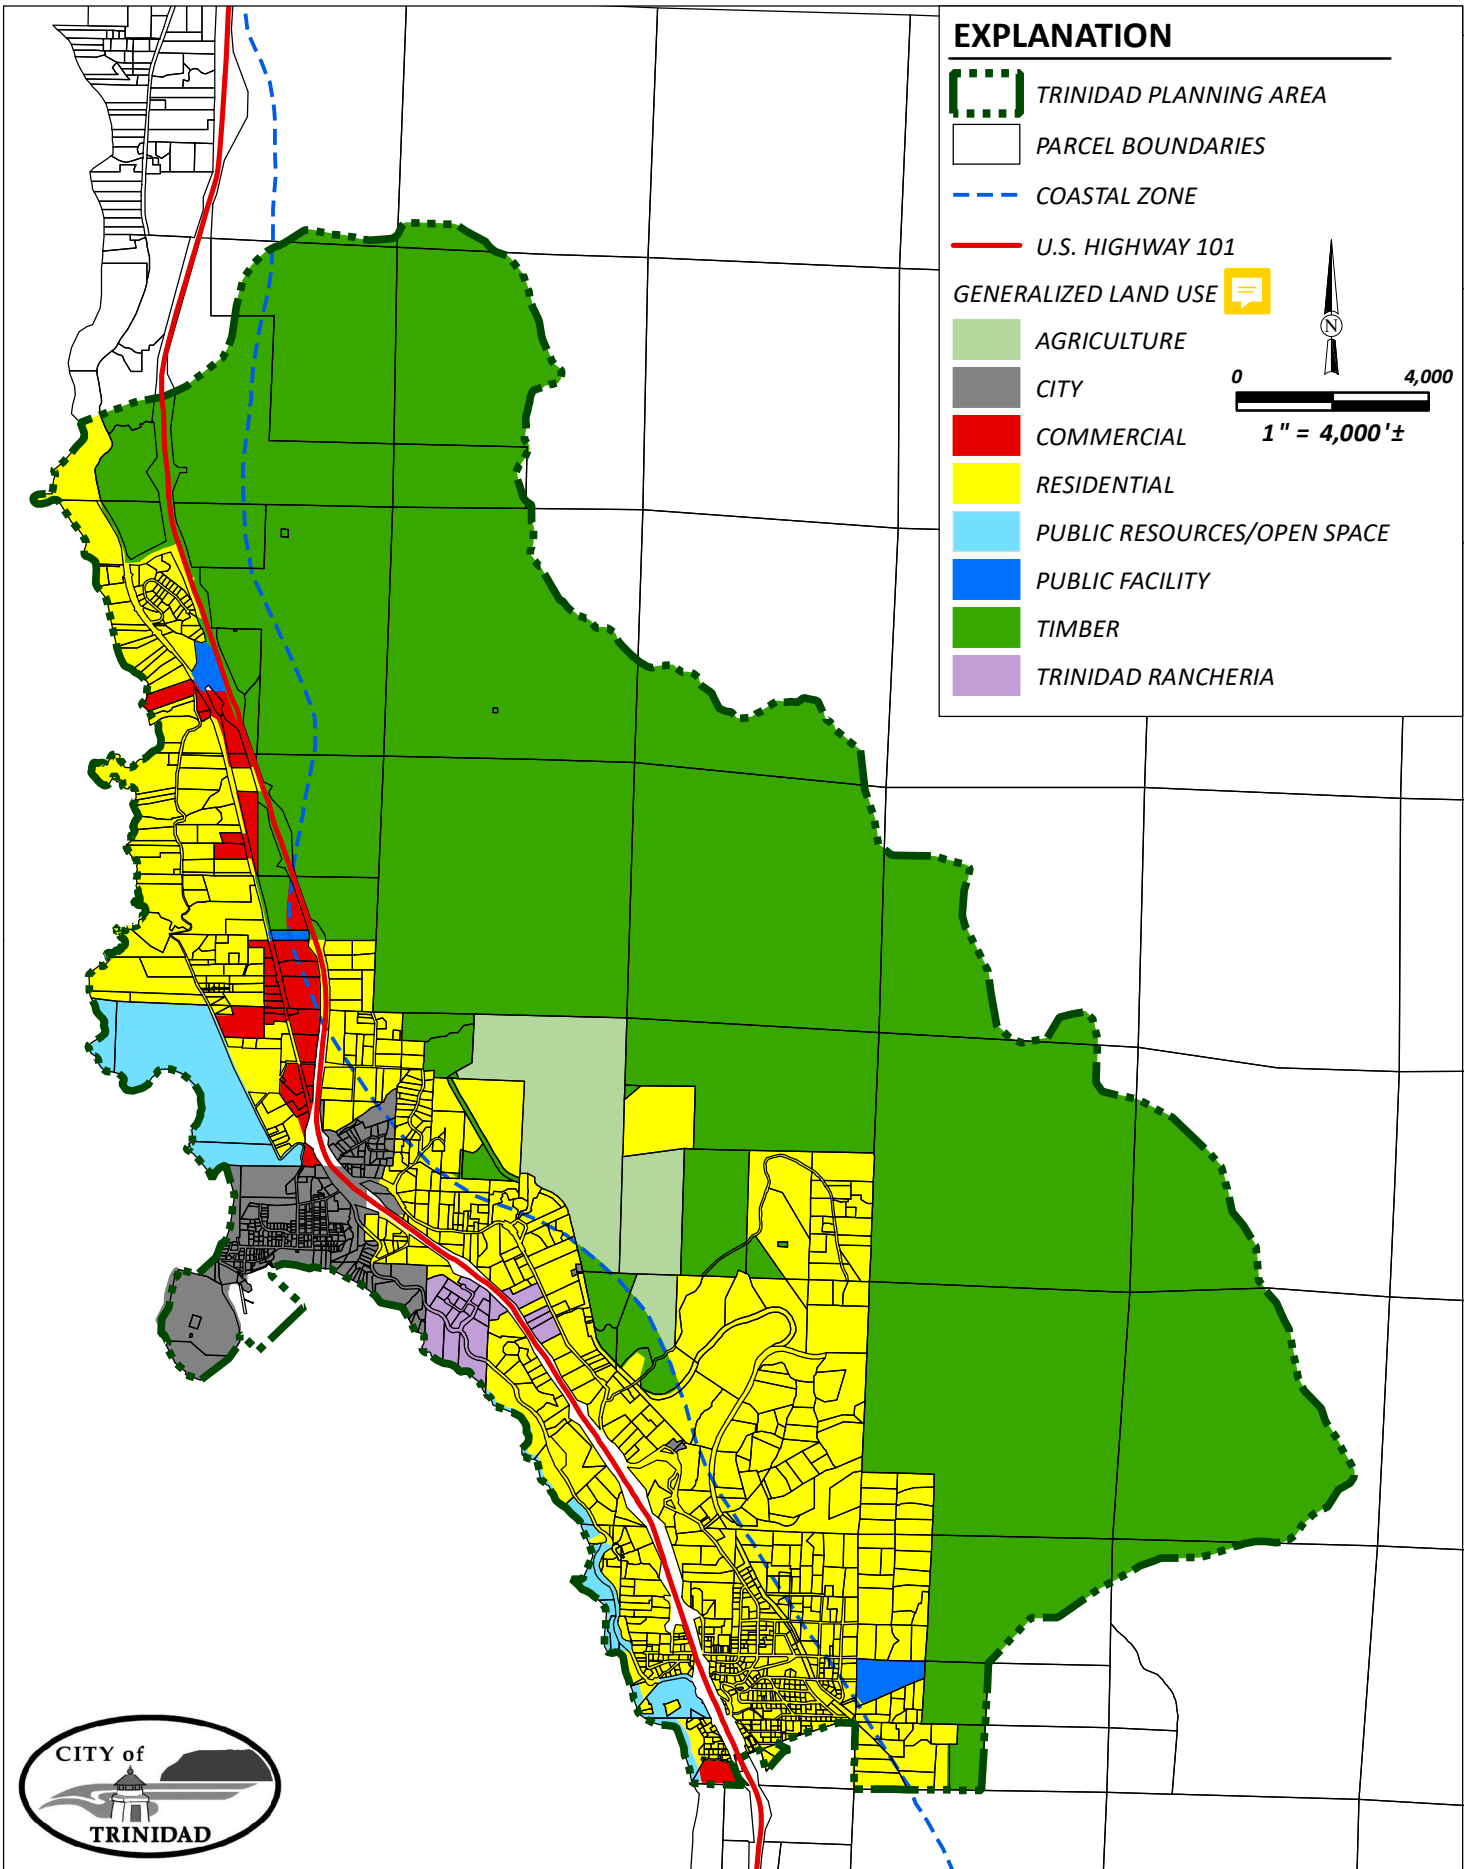 EXPLANATION
TRINIDAD PLANNING AREA
PARCEL BOUNDARIES
COASTAL ZONE
U.S. HIGHWAY 101
GENERALIZED LAND USE
AGRICULTURE
CITY
COMMERCIAL
RESIDENTIAL
PUBLIC RESOURCES/OPEN SPACE
PUBLIC FACILITY
TIMBER
TRINIDAD RANCHERIA
N
0 4,000
1" = 4,000'±
CITY of
TRINIDAD